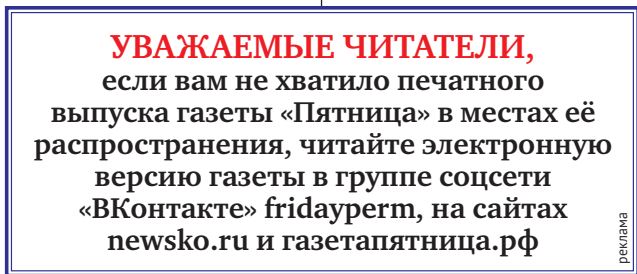 УВАЖАЕМЫЕ ЧИТАТЕЛИ,
если вам не хватило печатного
выпуска газеты «Пятница» в местах её
распространения, читайте электронную
версию газеты в группе соцсети
«ВКонтакте» fridayperm, на сайтах
newsko.ru и газетапятница.рф
реклама